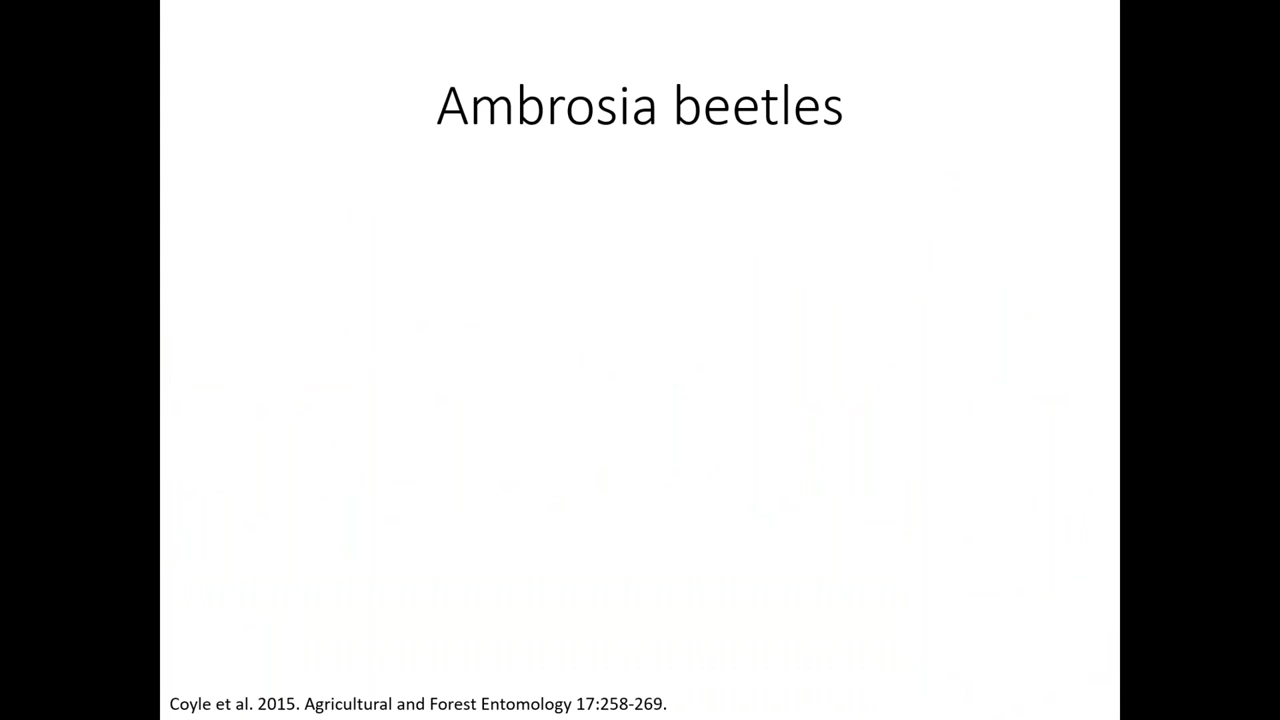 Ambrosia beetles
Coyle et al. 2015. Agricultural and Forest Entomology 17:258-269.